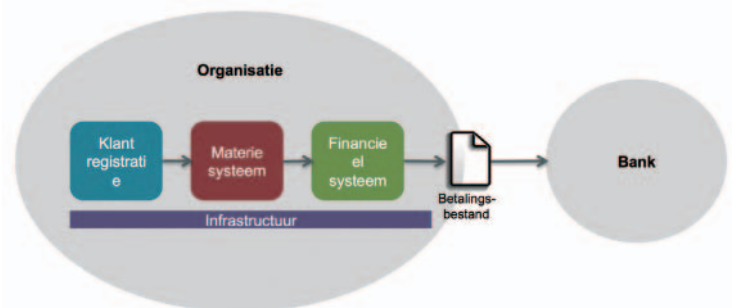 Organisatie
Klant
registrati
e
Materie
systeem
Financie
el
systeem
Betalings-
bestand
Bank
Infrastructuur